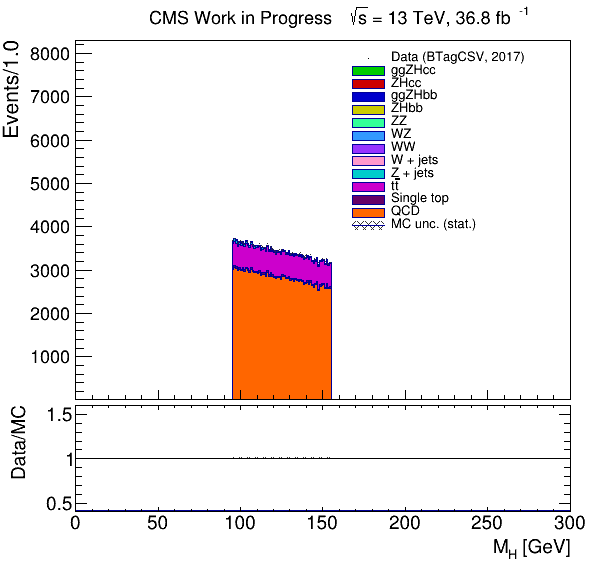 CMS Work in Progress √s = 13 TeV, 36.8 fb -1
Events/1.0
8000
7000
6000
5000
4000
3000
2000
1000
Data (BTagCSV, 2017)
ggZHcc
ZHcc
ggZHbb
ZHbb
ZZ
WZ
WW
W + jets
Z + jets
tt̅
Single top
QCD
MC unc. (stat.)
Data/MC
1.5
1
0.5
0 50 100 150 200 250 300
M_H [GeV]